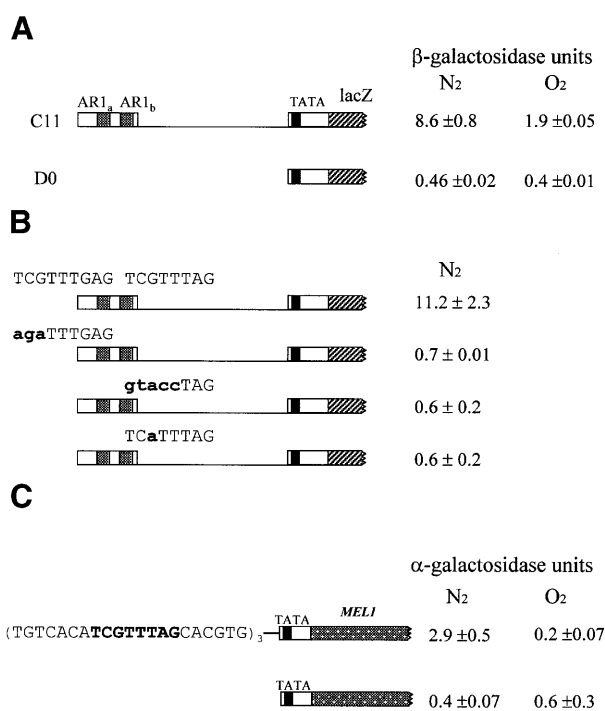 A
β-galactosidase units
N2 O2
AR1a AR1b TATA lacZ
C11 8.6 ±0.8 1.9 ±0.05
D0 0.46 ±0.02 0.4 ±0.01
B
N2
TCGTTTGAG TCGTTTAG
11.2 ± 2.3
agaTTTGAG
0.7 ± 0.01
gtaccTAG
0.6 ± 0.2
TCaTTTAG
0.6 ± 0.2
C
α-galactosidase units
N2 O2
TATA MEL1
(TGTCACATCGTTTAGCACGTG)3 2.9 ±0.5 0.2 ±0.07
TATA
0.4 ±0.07 0.6 ±0.3